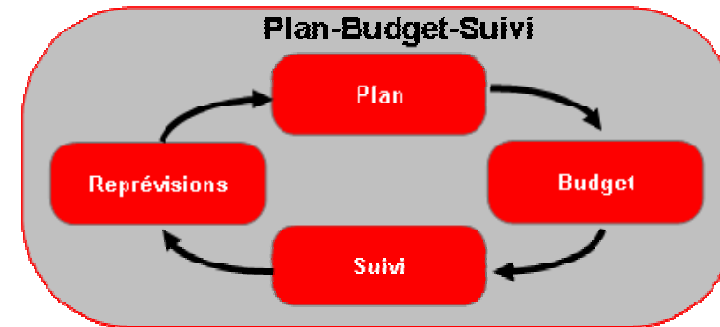 Plan-Budget-Suivi
Plan
Reprévisions
Budget
Suivi